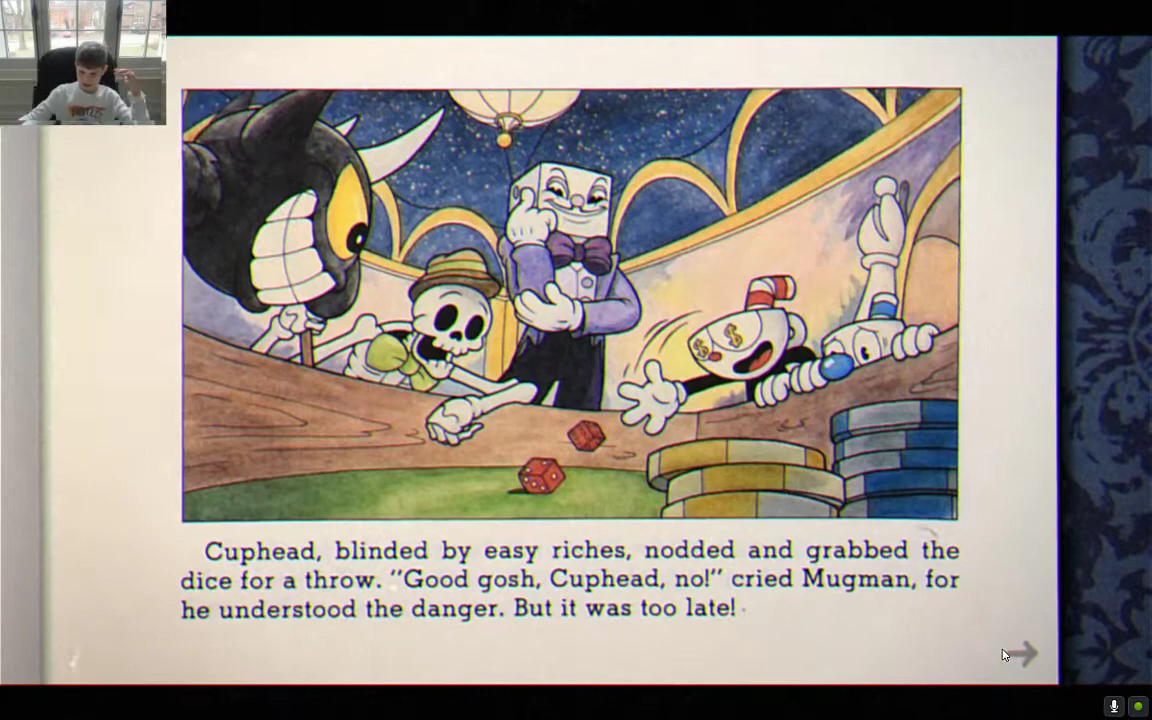 Cuphead, blinded by easy riches, nodded and grabbed the
dice for a throw. "Good gosh, Cuphead, no!" cried Mugman, for
he understood the danger. But it was too late!